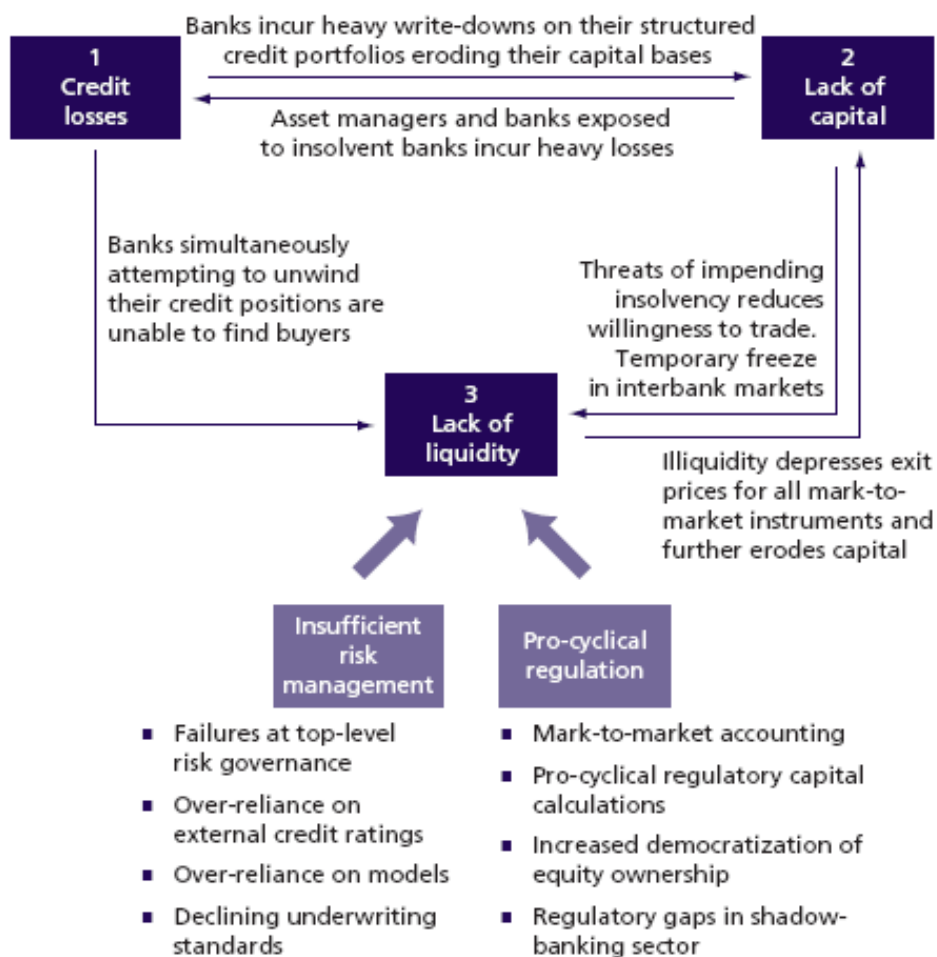 Banks incur heavy write-downs on their structured
credit portfolios eroding their capital bases
1
Credit
losses
2
Lack of
capital
Asset managers and banks exposed
to insolvent banks incur heavy losses
Banks simultaneously
attempting to unwind
their credit positions are
unable to find buyers
Threats of impending
insolvency reduces
willingness to trade.
Temporary freeze
in interbank markets
3
Lack of
liquidity
Illiquidity depresses exit
prices for all mark-to-
market instruments and
further erodes capital
Insufficient
risk
management
Pro-cyclical
regulation
■ Failures at top-level
risk governance
■ Over-reliance on
external credit ratings
■ Over-reliance on models
■ Declining underwriting
standards
■ Mark-to-market accounting
■ Pro-cyclical regulatory capital
calculations
■ Increased democratization of
equity ownership
■ Regulatory gaps in shadow-
banking sector